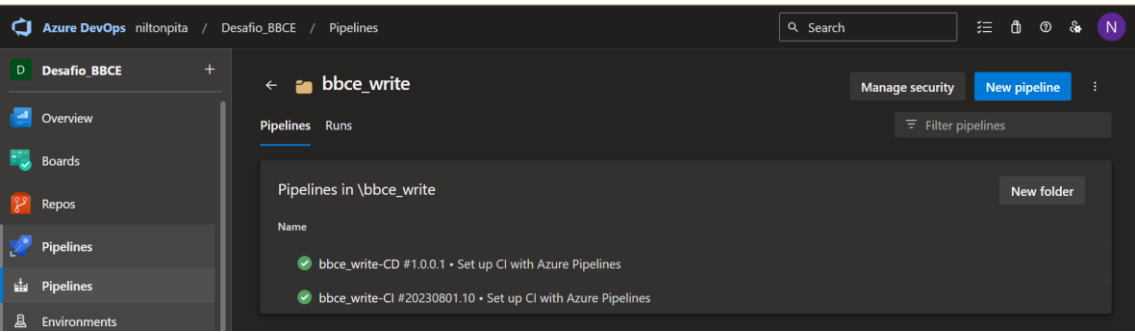 Azure DevOps niltonpita / Desafio_BBCE / Pipelines Search N
D Desafio_BBCE +
← bbce_write Manage security New pipeline
Overview
Pipelines Runs Filter pipelines
Boards
Pipelines in \bbce_write New folder
Repos
Name
Pipelines
bbce_write-CD #1.0.0.1 • Set up CI with Azure Pipelines
Pipelines
bbce_write-CI #20230801.10 • Set up CI with Azure Pipelines
Environments